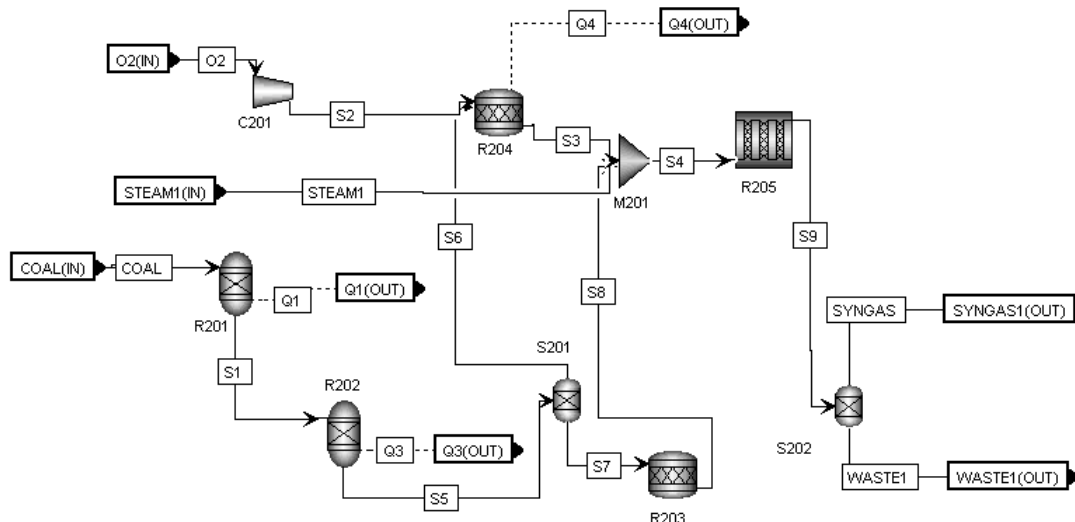 Q4
Q4(OUT)
O2(IN)
O2
C201
S2
R204
S3
S4
R205
M201
STEAM1(IN)
STEAM1
S6
S9
COAL(IN)
COAL
Q1
Q1(OUT)
S8
R201
SYNGAS
SYNGAS1(OUT)
S201
S1
R202
Q3
Q3(OUT)
S202
S7
S5
R203
WASTE1
WASTE1(OUT)